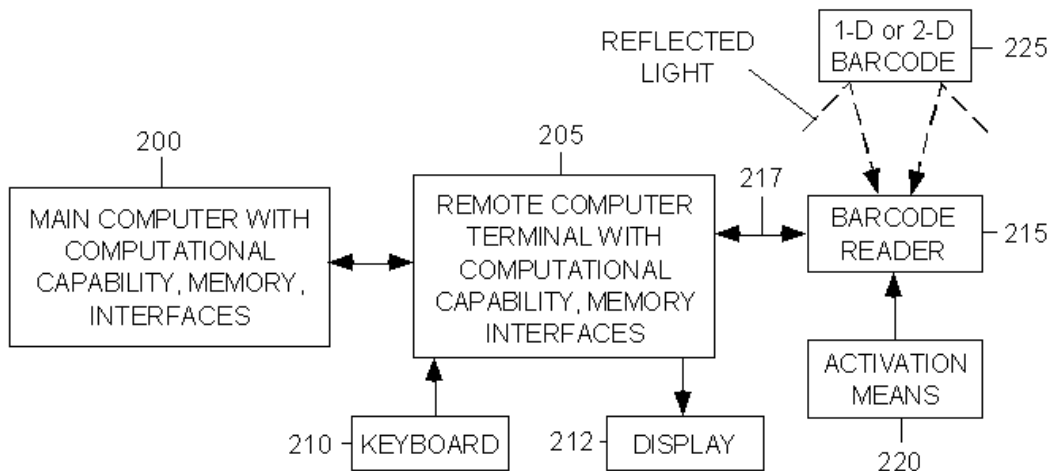 REFLECTED
LIGHT
1-D or 2-D
BARCODE
225
200
205
217
MAIN COMPUTER WITH
COMPUTATIONAL
CAPABILITY, MEMORY,
INTERFACES
REMOTE COMPUTER
TERMINAL WITH
COMPUTATIONAL
CAPABILITY, MEMORY
INTERFACES
BARCODE
READER
215
ACTIVATION
MEANS
220
210
KEYBOARD
212
DISPLAY